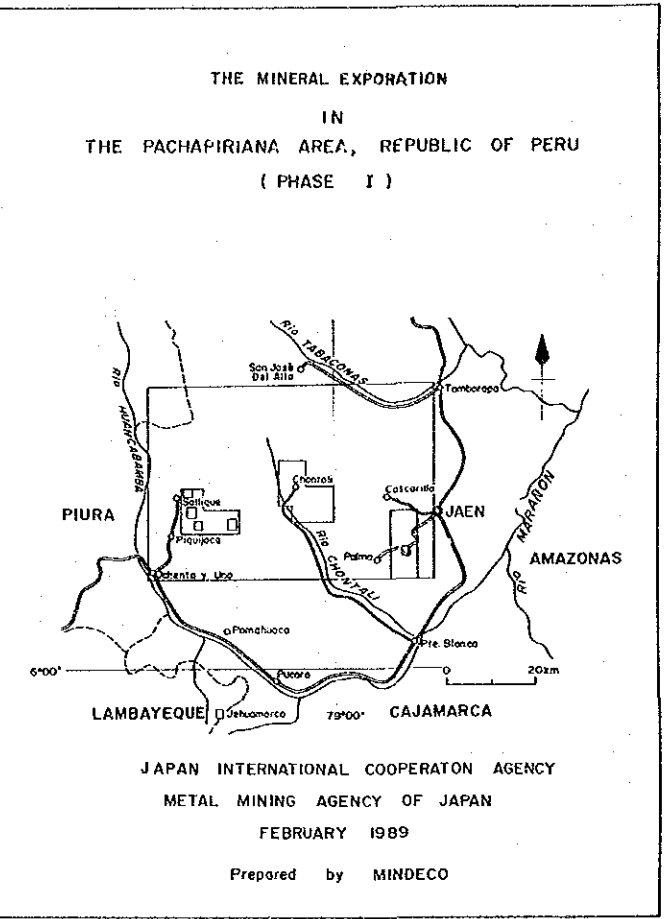 THE MINERAL EXPORATION
IN
THE PACHAPIRIANA AREA, REPUBLIC OF PERU
( PHASE I )
Rio TABACONAS
San José
Del Alto
Tamborapa
Rio HUANCABAMBA
Chontali
Sallique
Cascarilla
JAEN
PIURA
Piquijaca
Rio CHONTALI
Palma
Rio MARAÑON
AMAZONAS
Ochenta y Uno
Pomahuaca
Pte. Blanca
6°00'
Pucara
0 20km
LAMBAYEQUE
Jehuamarca
79°00'
CAJAMARCA
JAPAN INTERNATIONAL COOPERATON AGENCY
METAL MINING AGENCY OF JAPAN
FEBRUARY 1989
Prepared by MINDECO